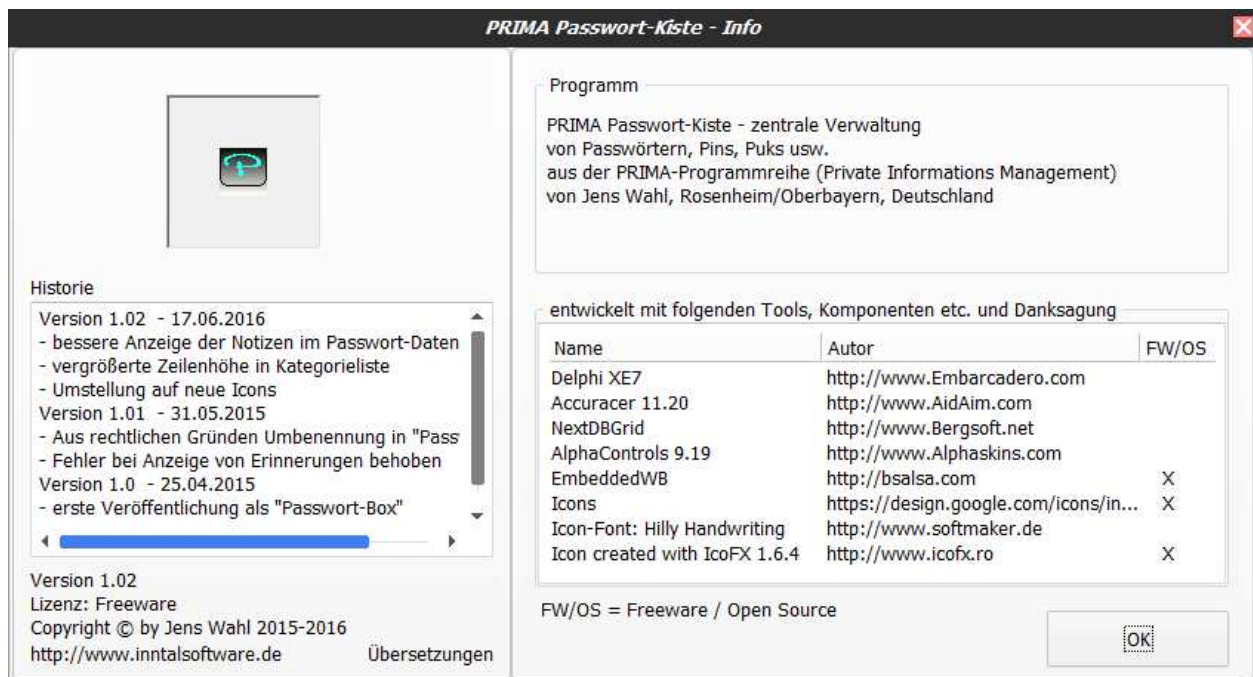 PRIMA Passwort-Kiste - Info
Historie
Version 1.02 - 17.06.2016
- bessere Anzeige der Notizen im Passwort-Daten
- vergrößerte Zeilenhöhe in Kategorieliste
- Umstellung auf neue Icons
Version 1.01 - 31.05.2015
- Aus rechtlichen Gründen Umbenennung in "Pass
- Fehler bei Anzeige von Erinnerungen behoben
Version 1.0 - 25.04.2015
- erste Veröffentlichung als "Passwort-Box"
Version 1.02
Lizenz: Freeware
Copyright © by Jens Wahl 2015-2016
http://www.inntalsoftware.de Übersetzungen
Programm
PRIMA Passwort-Kiste - zentrale Verwaltung
von Passwörtern, Pins, Puks usw.
aus der PRIMA-Programmreihe (Private Informations Management)
von Jens Wahl, Rosenheim/Oberbayern, Deutschland
entwickelt mit folgenden Tools, Komponenten etc. und Danksagung
Name Autor FW/OS
Delphi XE7 http://www.Embarcadero.com
Accuracer 11.20 http://www.AidAim.com
NextDBGrid http://www.Bergsoft.net
AlphaControls 9.19 http://www.Alphaskins.com
EmbeddedWB http://bsalsa.com X
Icons https://design.google.com/icons/in... X
Icon-Font: Hilly Handwriting http://www.softmaker.de
Icon created with IcoFX 1.6.4 http://www.icofx.ro X
FW/OS = Freeware / Open Source
OK